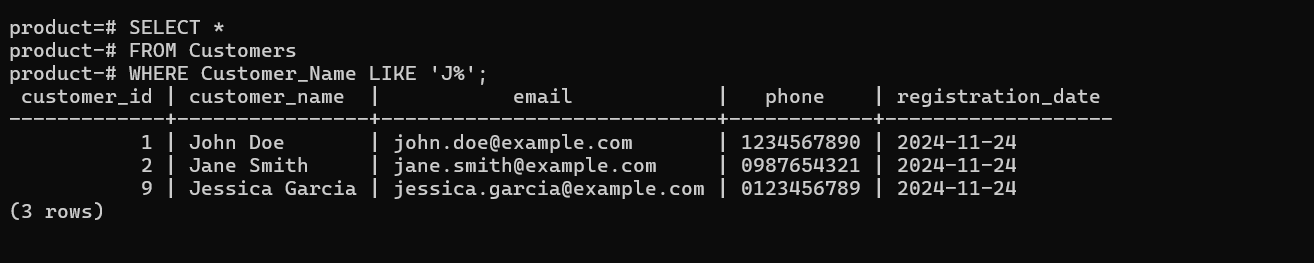 product=# SELECT *
product-# FROM Customers
product-# WHERE Customer_Name LIKE 'J%';
 customer_id | customer_name  |           email            |   phone    | registration_date
-------------+----------------+----------------------------+------------+-------------------
           1 | John Doe       | john.doe@example.com       | 1234567890 | 2024-11-24
           2 | Jane Smith     | jane.smith@example.com     | 0987654321 | 2024-11-24
           9 | Jessica Garcia | jessica.garcia@example.com | 0123456789 | 2024-11-24
(3 rows)